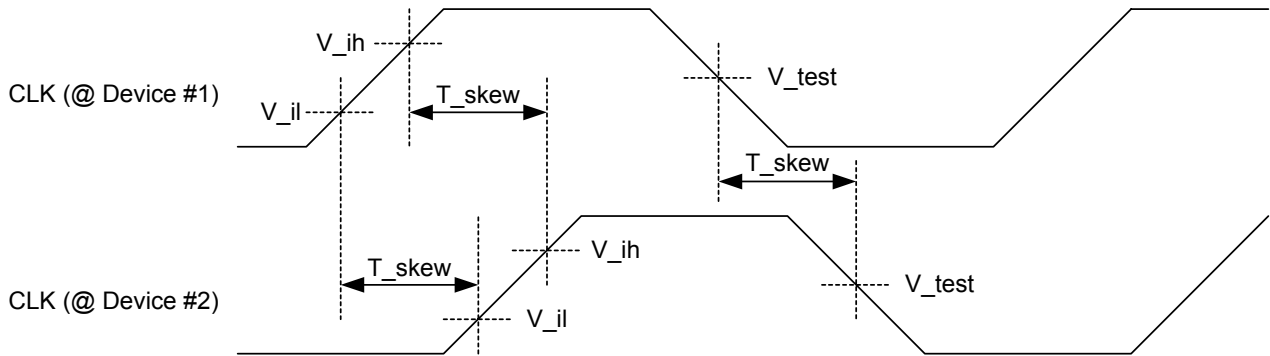 V_ih
V_test
CLK (@ Device #1)
T_skew
V_il
T_skew
V_ih
T_skew
V_test
CLK (@ Device #2)
V_il